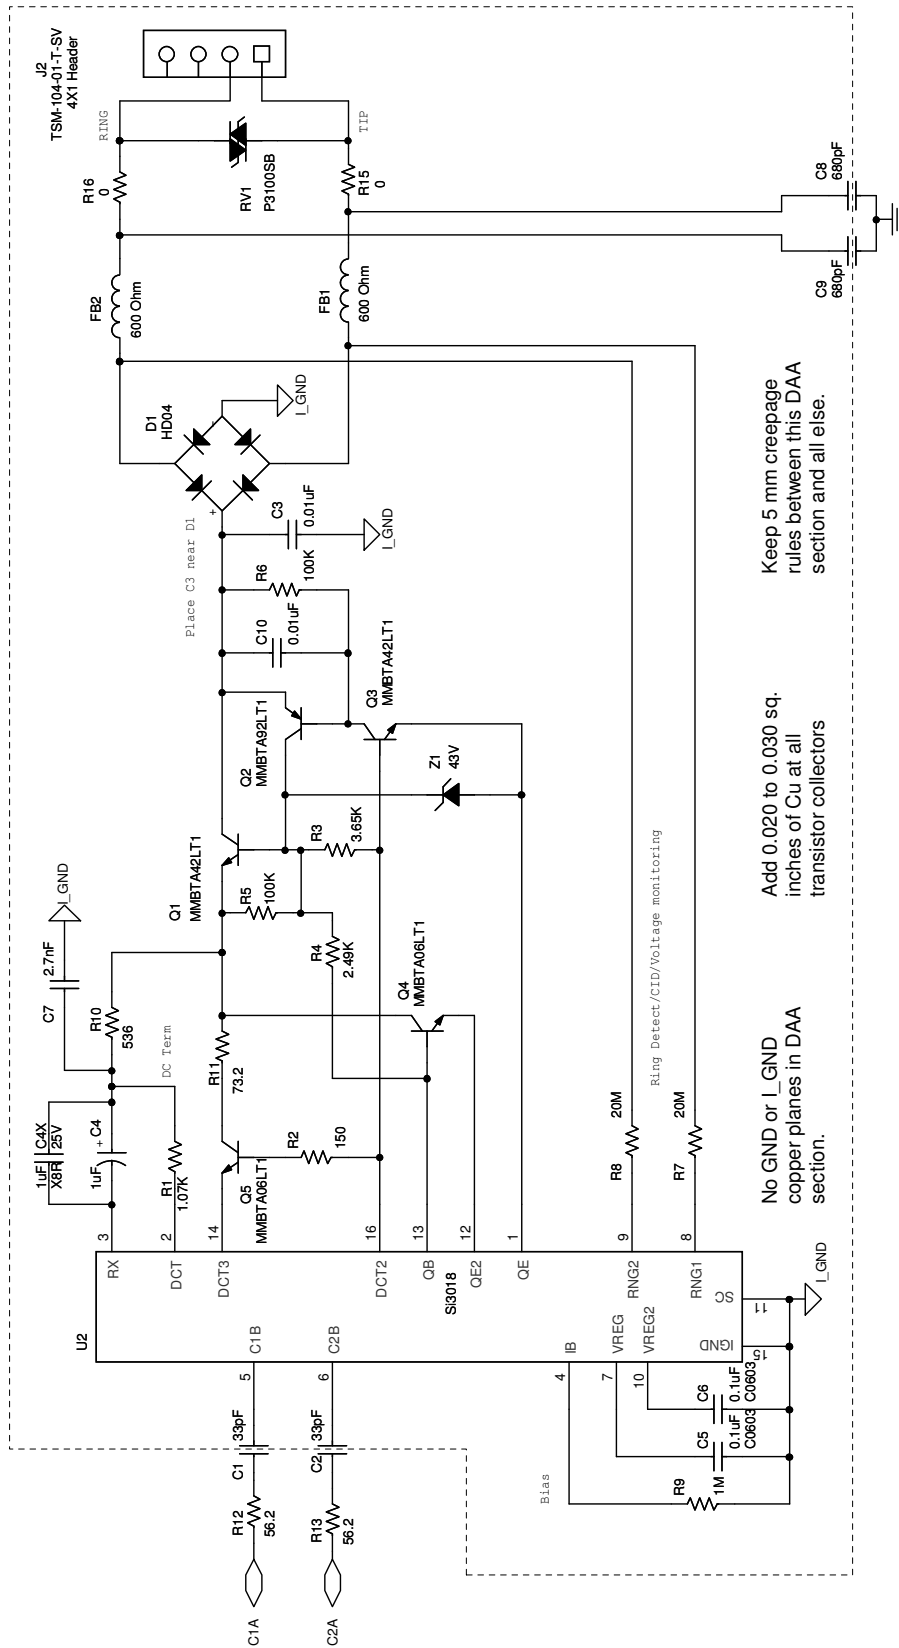 J2
TSM-104-01-T-SV
4X1 Header
RING
TIP
RV1
P3100SB
R16
0
R15
0
C8
680pF
C9
680pF
FB2
600 Ohm
FB1
600 Ohm
D1
HD04
-
+
I_GND
Place C3 near D1
C3
0.01uF
I_GND
R6
100K
C10
0.01uF
Q2
MMBTA92LT1
Q3
MMBTA42LT1
Z1
43V
Q1
MMBTA42LT1
R3
3.65K
R5
100K
R4
2.49K
Q4
MMBTA06LT1
I_GND
C7
2.7nF
R10
536
DC Term
R11
73.2
C4X
1uF
25V
X8R
+
C4
1uF
R1
1.07K
Q5
MMBTA06LT1
R2
150
Ring Detect/CID/Voltage monitoring
R8
20M
R7
20M
Keep 5 mm creepage
rules between this DAA
section and all else.
Add 0.020 to 0.030 sq.
inches of Cu at all
transistor collectors
No GND or I_GND
copper planes in DAA
section.
U2
Si3018
3
RX
2
DCT
14
DCT3
16
DCT2
13
QB
12
QE2
1
QE
9
RNG2
8
RNG1
5
C1B
6
C2B
4
IB
7
VREG
10
VREG2
SC
11
IGND
15
I_GND
C1
33pF
C2
33pF
R12
56.2
R13
56.2
C1A
C2A
Bias
R9
1M
C5
0.1uF
C0603
C6
0.1uF
C0603